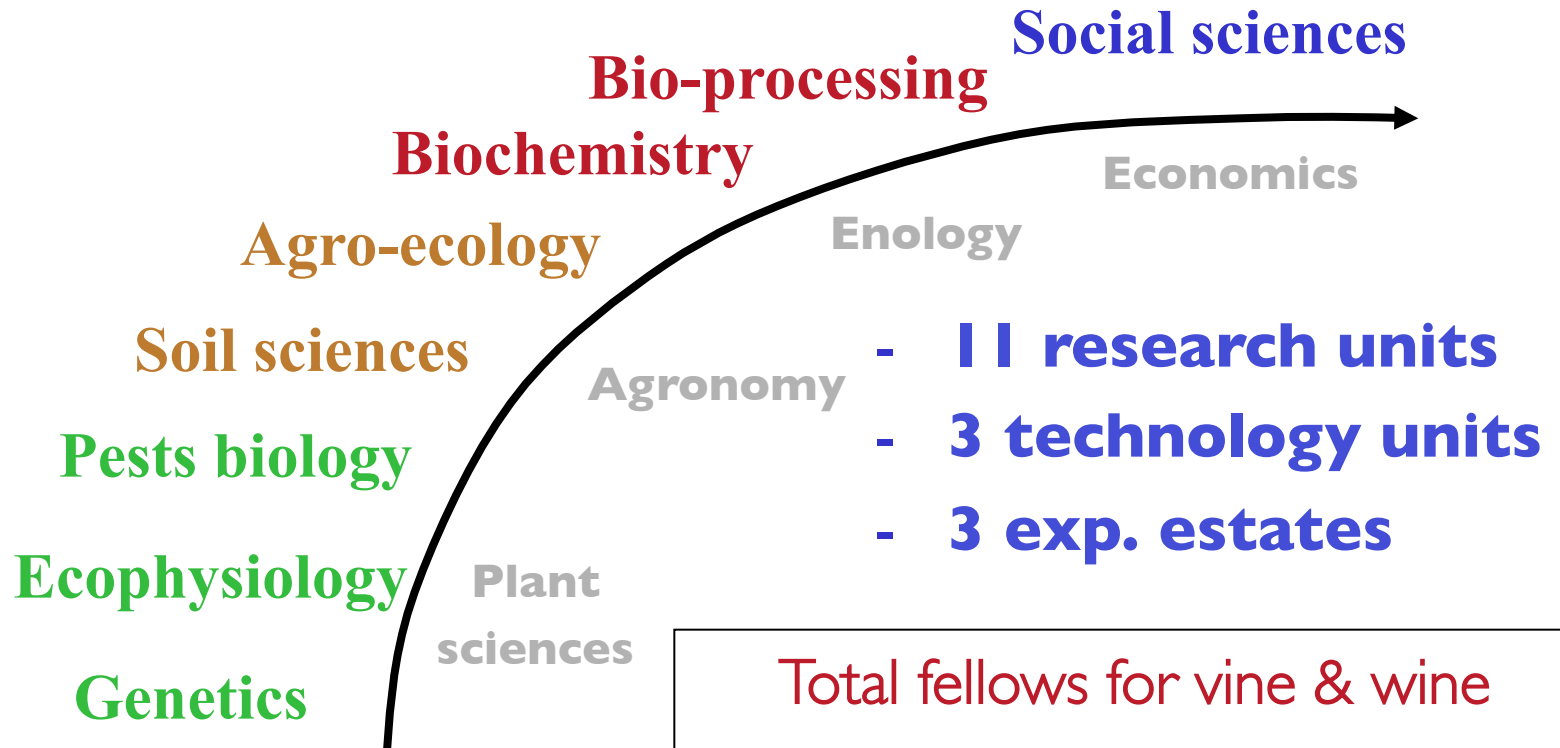 Social sciences
Bio-processing
Biochemistry
Economics
Enology
Agro-ecology
Soil sciences
Agronomy
- 11 research units
- 3 technology units
- 3 exp. estates
Pests biology
Ecophysiology
Plant
sciences
Genetics
Total fellows for vine & wine